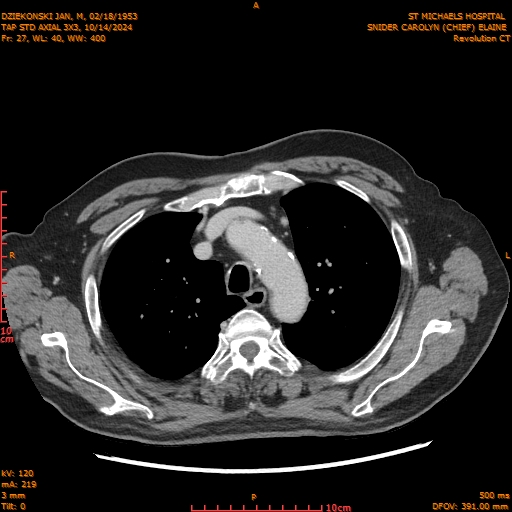 A
DZIEKONSKI JAN, M, 02/18/1953
TAP STD AXIAL 3X3, 10/14/2024
Fr: 27, WL: 40, WW: 400
ST MICHAELS HOSPITAL
SNIDER CAROLYN (CHIEF) ELAINE
Revolution CT
R
L
10
cm
kV: 120
mA: 219
3 mm
Tilt: 0
P
10cm
500 ms
DFOV: 391.00 mm